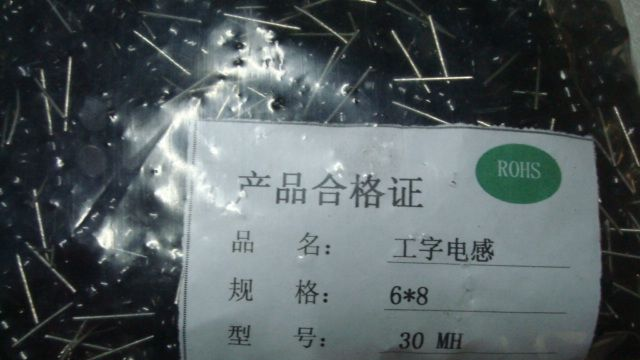 ROHS
产品合格证
品 名: 工字电感
规 格: 6*8
型 号: 30 MH